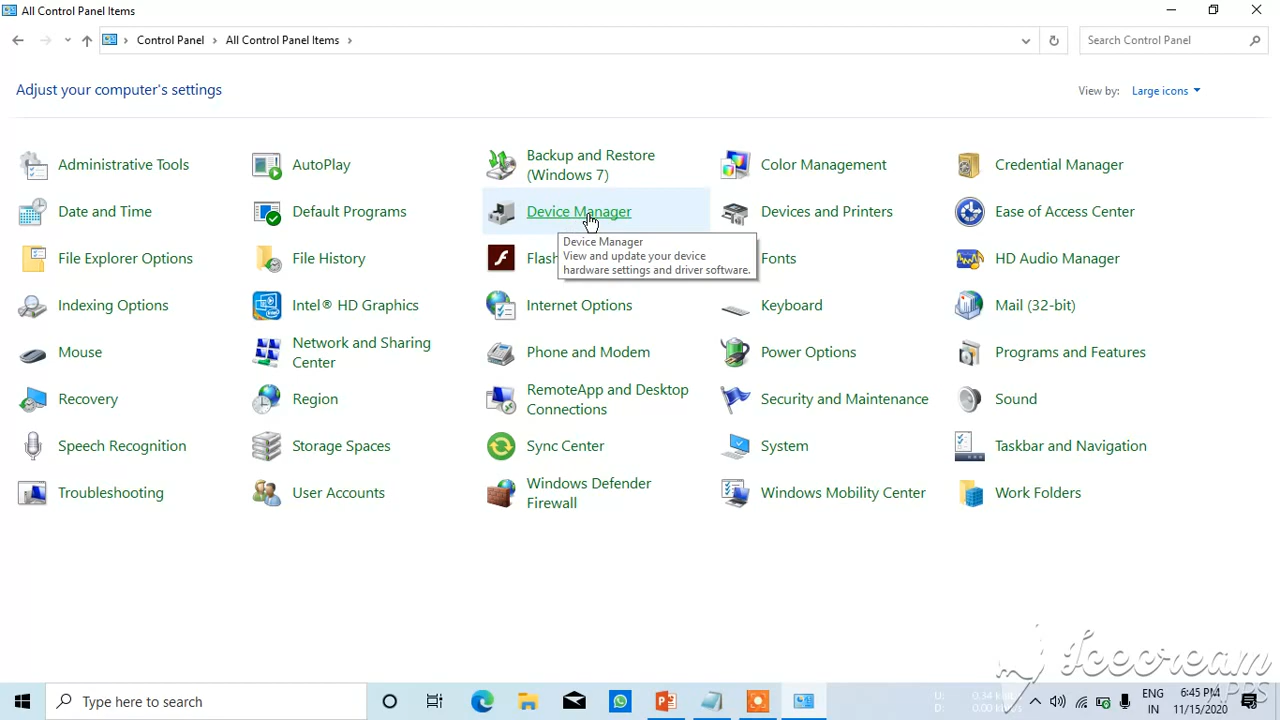 All Control Panel Items
Control Panel > All Control Panel Items >
Search Control Panel
Adjust your computer's settings
View by: Large icons
Administrative Tools
AutoPlay
Backup and Restore
(Windows 7)
Color Management
Credential Manager
Date and Time
Default Programs
Device Manager
Devices and Printers
Ease of Access Center
Device Manager
View and update your device
hardware settings and driver software.
File Explorer Options
File History
Flash
Fonts
HD Audio Manager
Indexing Options
Intel® HD Graphics
Internet Options
Keyboard
Mail (32-bit)
Mouse
Network and Sharing
Center
Phone and Modem
Power Options
Programs and Features
Recovery
Region
RemoteApp and Desktop
Connections
Security and Maintenance
Sound
Speech Recognition
Storage Spaces
Sync Center
System
Taskbar and Navigation
Troubleshooting
User Accounts
Windows Defender
Firewall
Windows Mobility Center
Work Folders
Icecream
APPS
Type here to search
U: 0.34
D: 0.00
ENG
IN
6:45 PM
11/15/2020